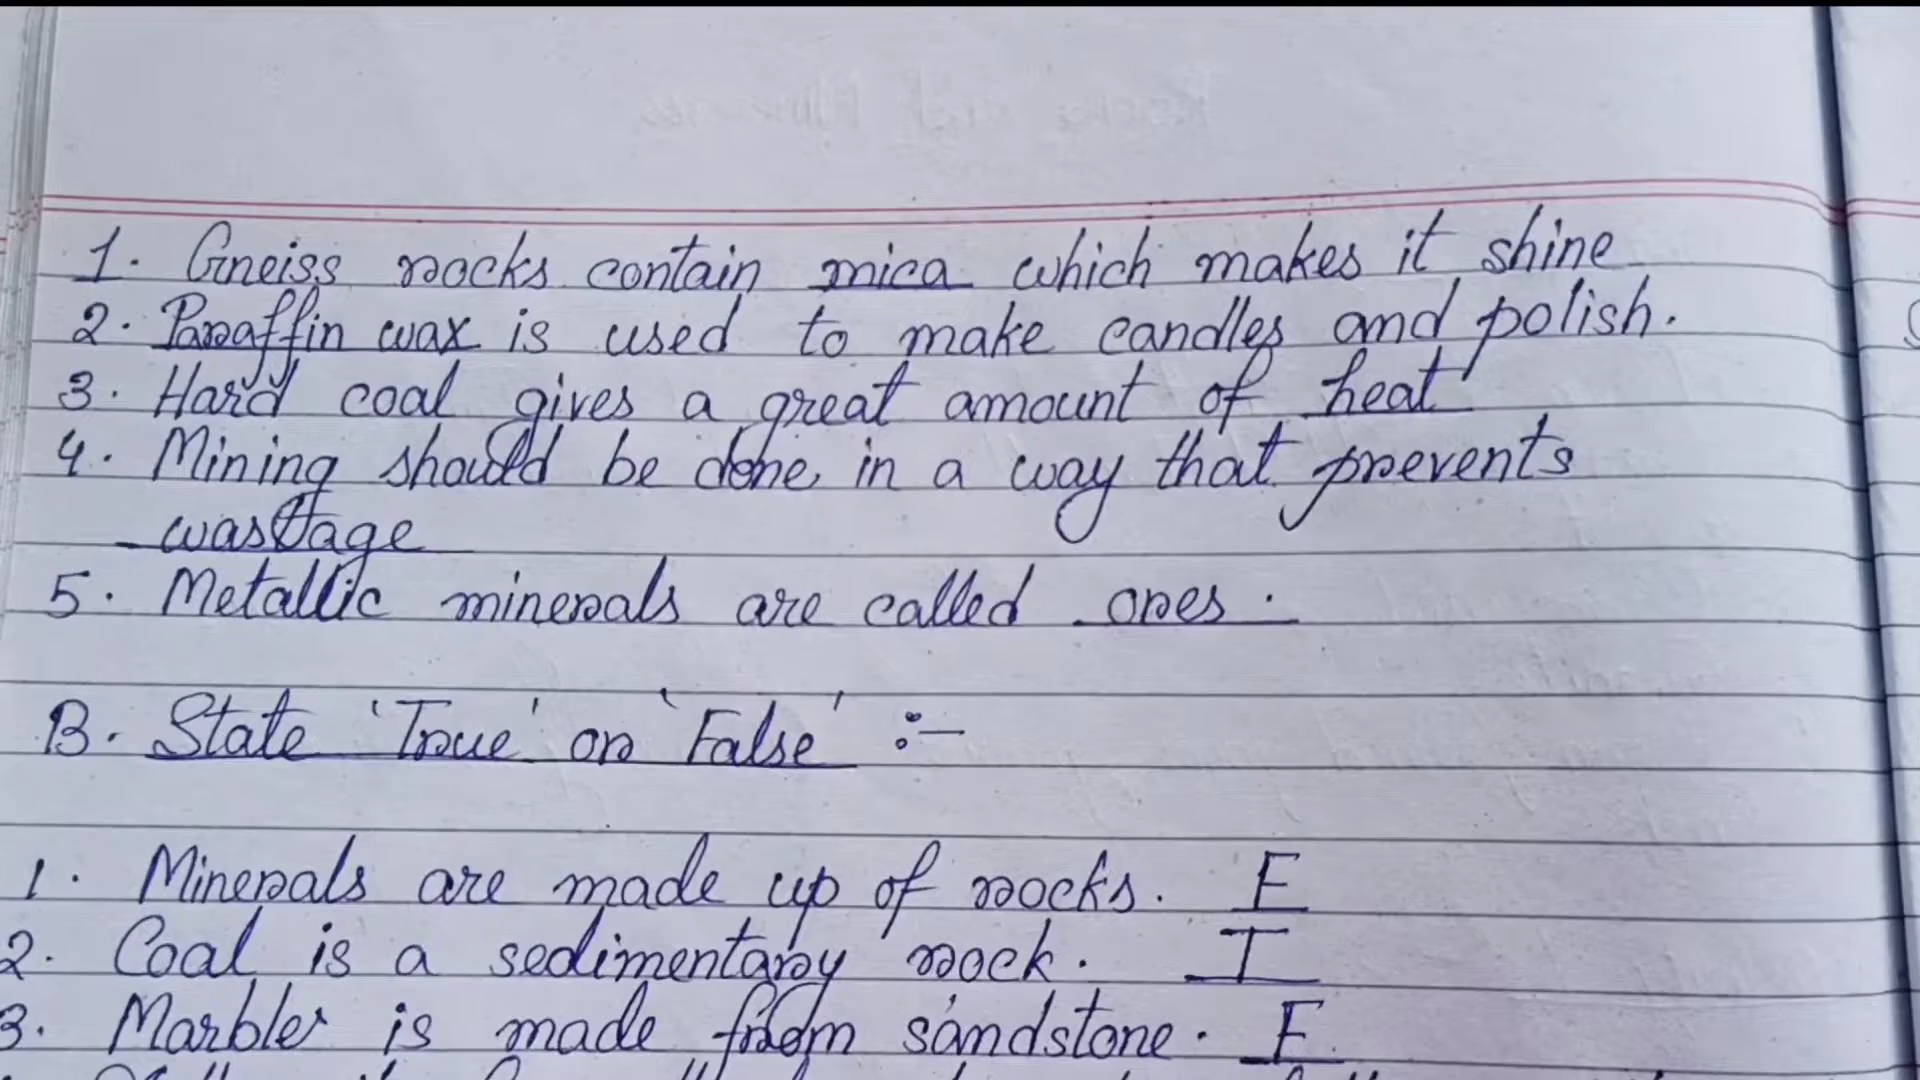 1. Gneiss rocks contain mica which makes it shine
2. Paraffin wax is used to make candles and polish.
3. Hard coal gives a great amount of heat
4. Mining should be done in a way that prevents
wastage
5. Metallic minerals are called ores.
B. State 'True' or 'False' :-
1. Minerals are made up of rocks. F
2. Coal is a sedimentary rock. T
3. Marble is made from sandstone. F